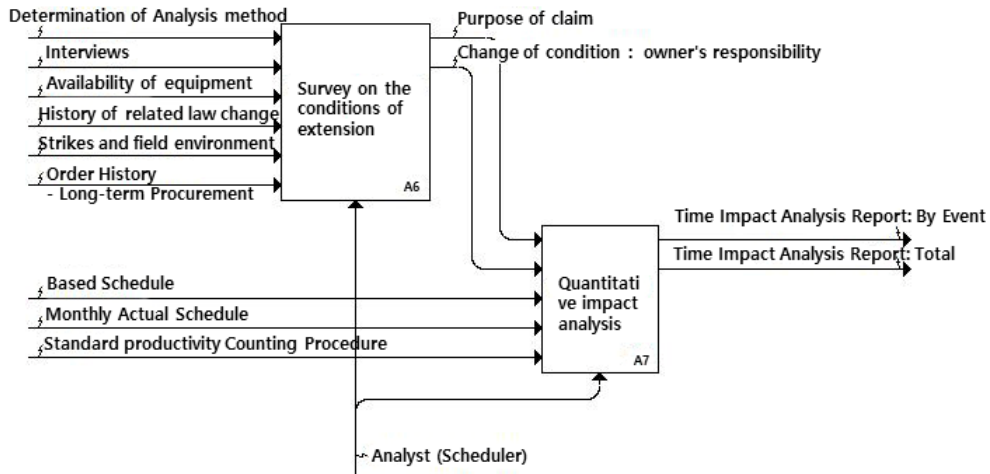 Determination of Analysis method
Interviews
Availability of equipment
History of related law change
Strikes and field environment
Order History
- Long-term Procurement
Survey on the
conditions of
extension
A6
Purpose of claim
Change of condition : owner's responsibility
Time Impact Analysis Report: By Event
Time Impact Analysis Report: Total
Based Schedule
Monthly Actual Schedule
Standard productivity Counting Procedure
Quantitati
ve impact
analysis
A7
Analyst (Scheduler)